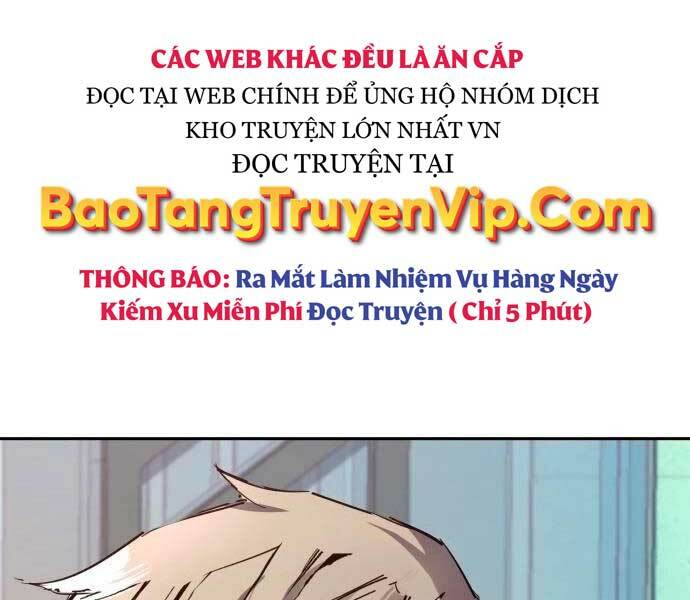 CÁC WEB KHÁC ĐỀU LÀ ĂN CẮP
ĐỌC TẠI WEB CHÍNH ĐỂ ỦNG HỘ NHÓM DỊCH
KHO TRUYỆN LỚN NHẤT VN
ĐỌC TRUYỆN TẠI
BaoTangTruyenVip.Com
THÔNG BÁO: Ra Mắt Làm Nhiệm Vụ Hàng Ngày
Kiếm Xu Miễn Phí Đọc Truyện ( Chỉ 5 Phút)